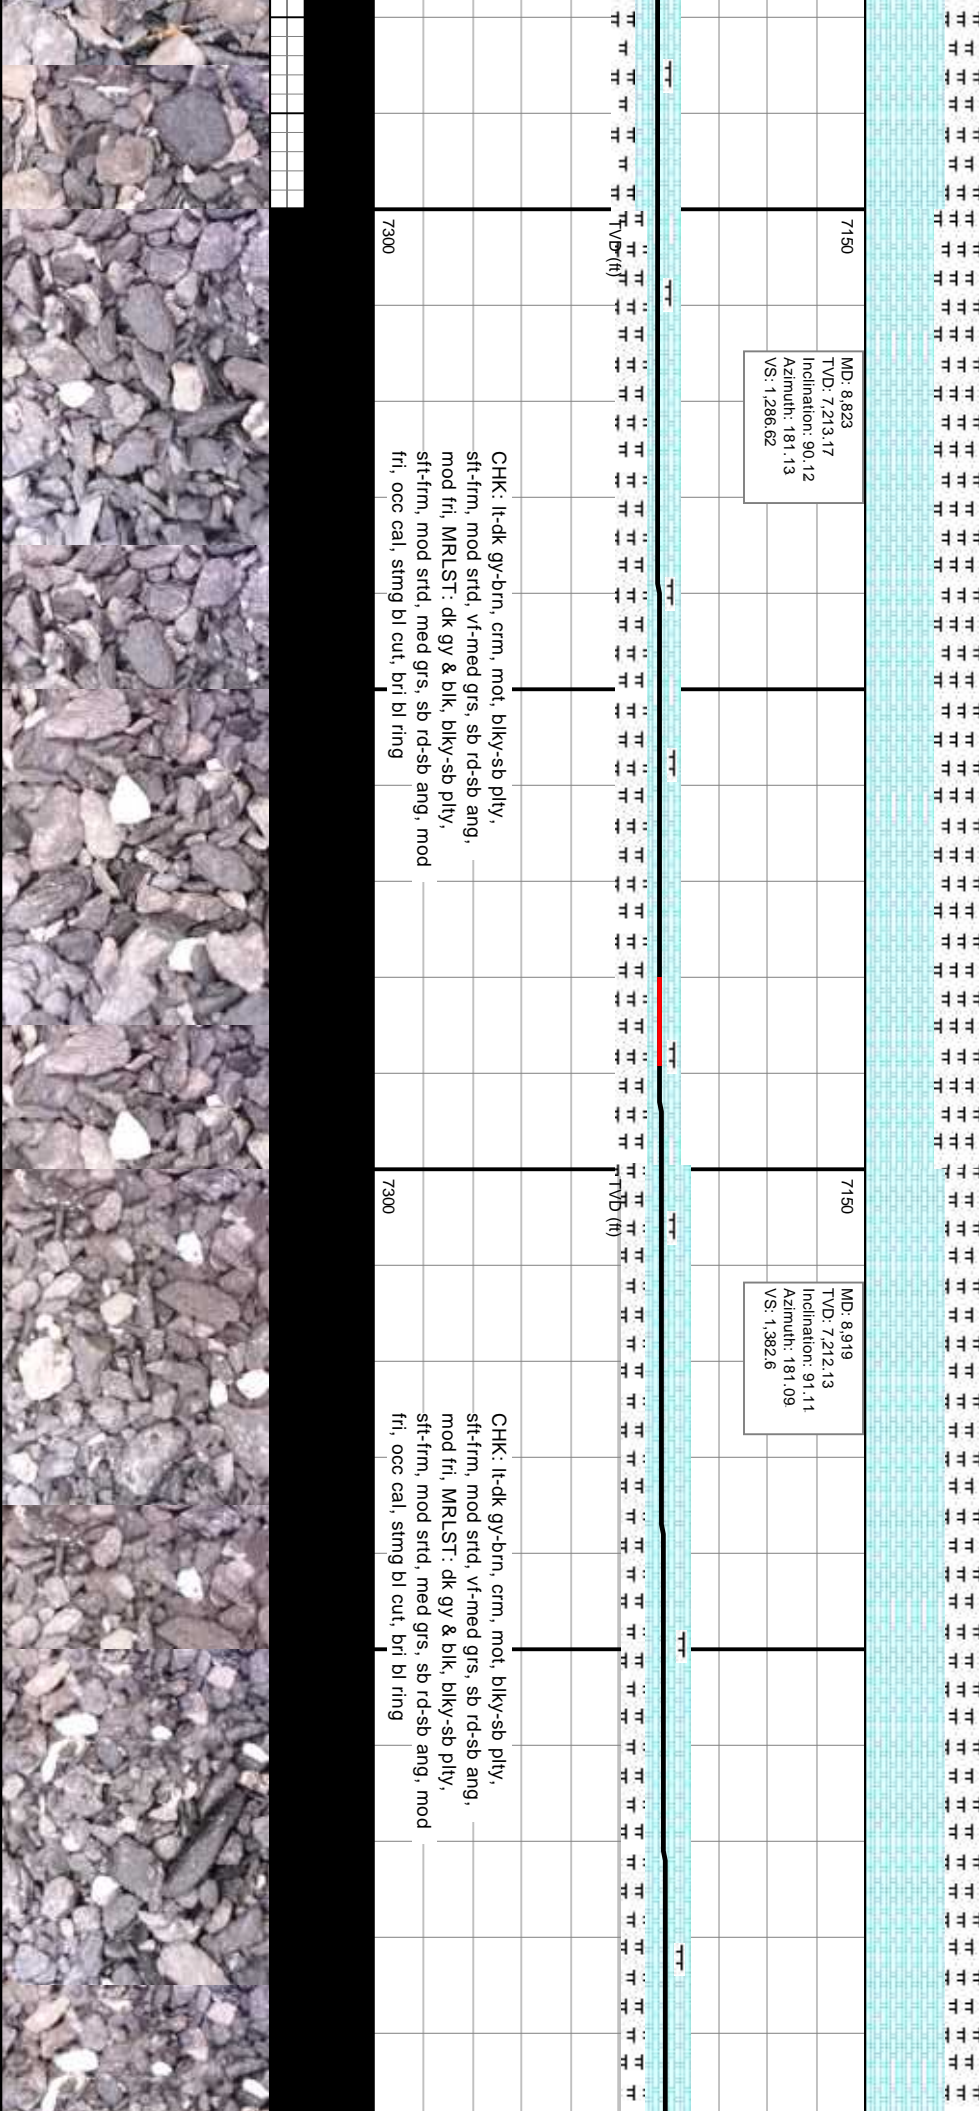 7300
TVD (ft)
7150
MD: 8,823
TVD: 7,213.17
Inclination: 90.12
Azimuth: 181.13
VS: 1,286.62
CHK: lt-dk gy-brn, crm, mot, blky-sb plty,
sft-frm, mod srtd, vf-med grs, sb rd-sb ang,
mod fri, MRLST: dk gy & blk, blky-sb plty,
sft-frm, mod srtd, med grs, sb rd-sb ang, mod
fri, occ cal, stmg bl cut, bri bl ring
7300
TVD (ft)
7150
MD: 8,919
TVD: 7,212.13
Inclination: 91.11
Azimuth: 181.09
VS: 1,382.6
CHK: lt-dk gy-brn, crm, mot, blky-sb plty,
sft-frm, mod srtd, vf-med grs, sb rd-sb ang,
mod fri, MRLST: dk gy & blk, blky-sb plty,
sft-frm, mod srtd, med grs, sb rd-sb ang, mod
fri, occ cal, stmg bl cut, bri bl ring